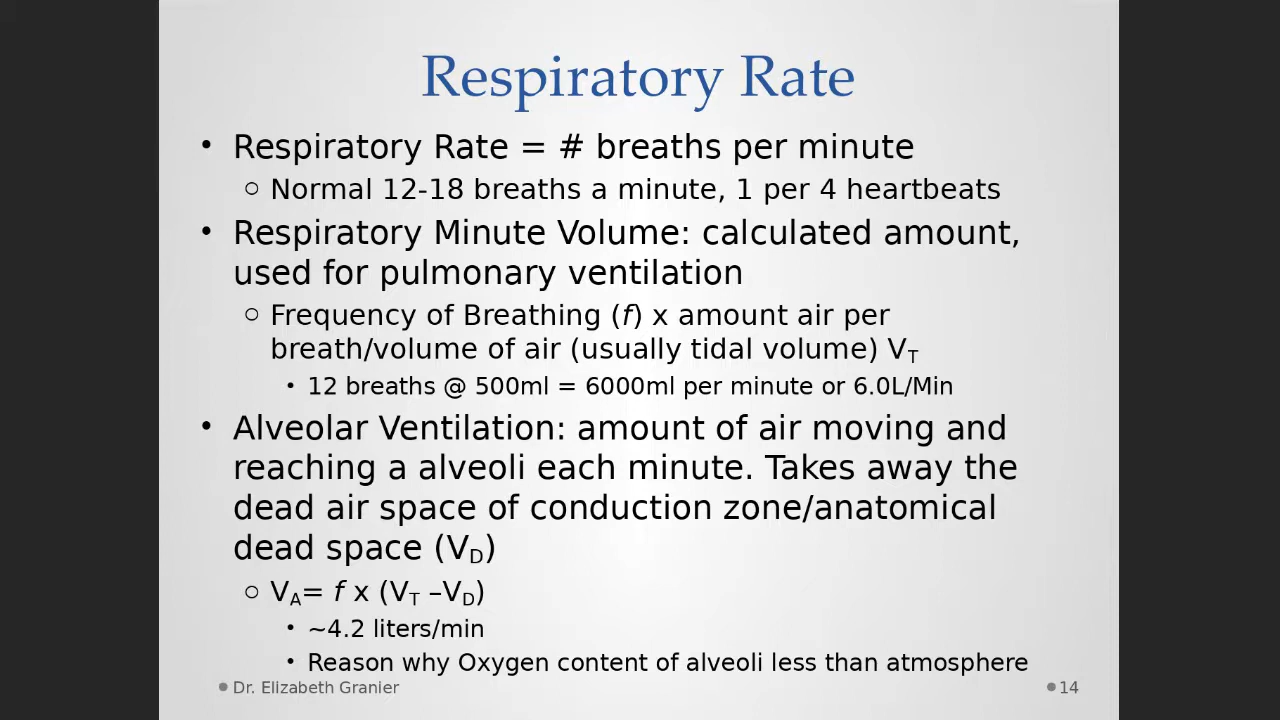 Respiratory Rate
• Respiratory Rate = # breaths per minute
○ Normal 12-18 breaths a minute, 1 per 4 heartbeats
• Respiratory Minute Volume: calculated amount,
used for pulmonary ventilation
○ Frequency of Breathing (f) x amount air per
breath/volume of air (usually tidal volume) VT
• 12 breaths @ 500ml = 6000ml per minute or 6.0L/Min
• Alveolar Ventilation: amount of air moving and
reaching a alveoli each minute. Takes away the
dead air space of conduction zone/anatomical
dead space (VD)
○ VA= f x (VT –VD)
• ~4.2 liters/min
• Reason why Oxygen content of alveoli less than atmosphere
• Dr. Elizabeth Granier
• 14